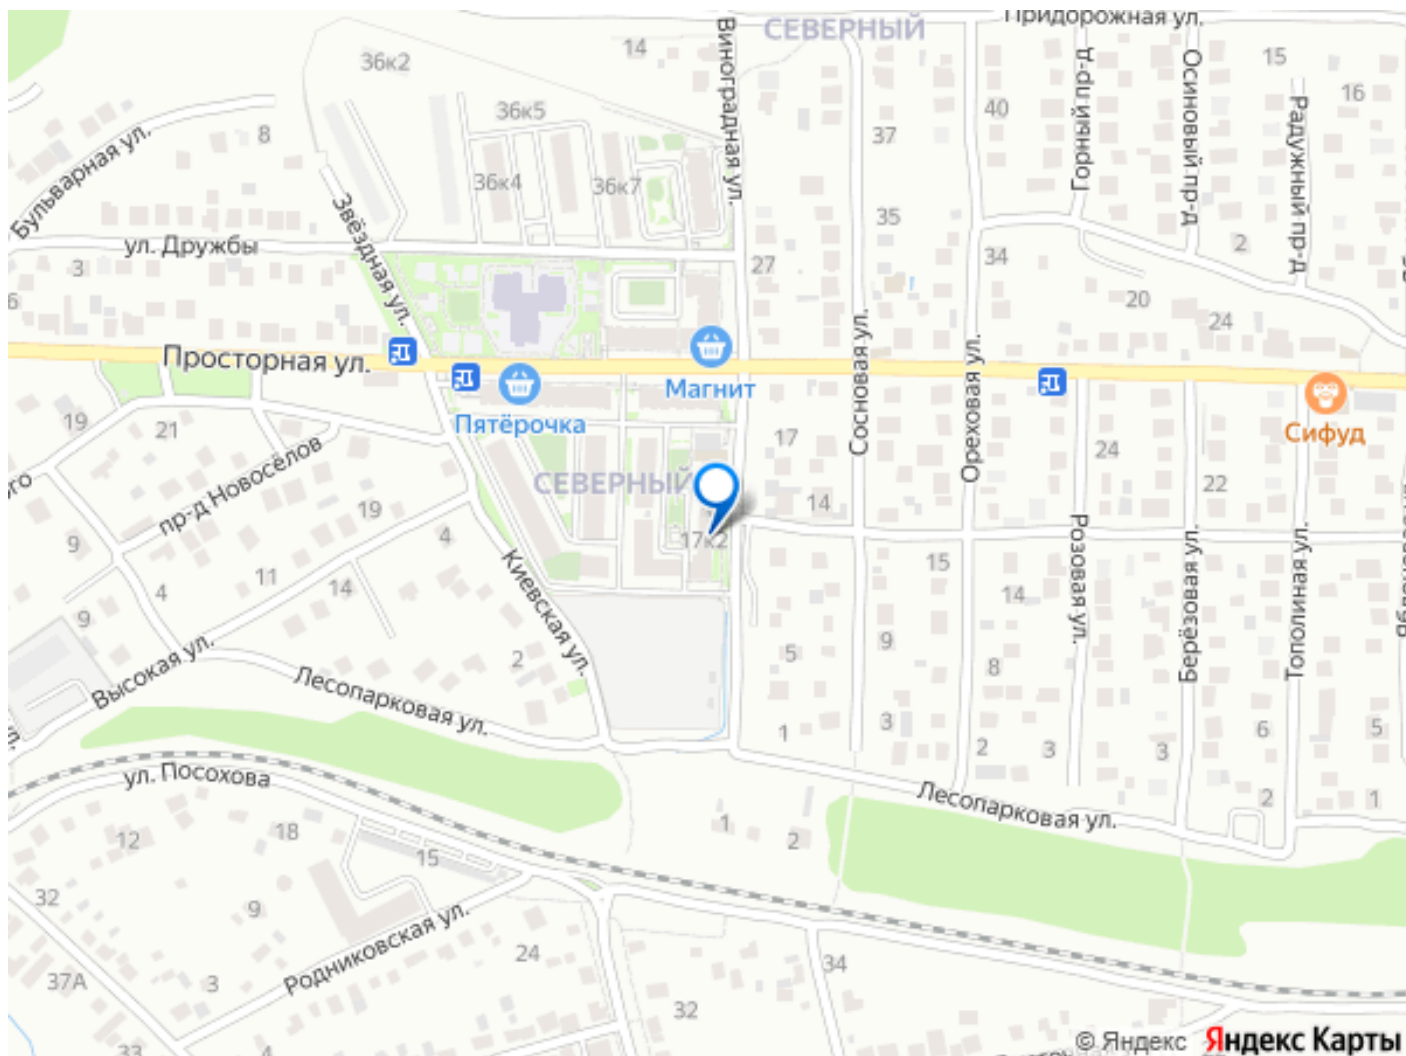 СЕВЕРНЫЙ
Придорожная ул.
14
Виноградная ул.
36к2
15
16
36к5
40
Горный пр-д
Осиновый пр-д
Радужный пр-д
8
37
Бульварная ул.
36к4
36к7
Звёздная ул.
35
ул. Дружбы
2
3
27
34
6
20
24
Просторная ул.
Магнит
Сосновая ул.
Ореховая ул.
Пятёрочка
Сифуд
19
21
17
24
пр-д Новосёлов
СЕВЕРНЫЙ
22
19
14
9
4
17к2
Киевская ул.
15
Розовая ул.
Берёзовая ул.
Тополиная ул.
4
11
14
14
9
9
5
2
8
Высокая ул.
Лесопарковая ул.
1
3
2
3
3
6
5
ул. Посохова
Лесопарковая ул.
2
1
12
18
1
2
15
32
9
Родниковская ул.
24
34
37А
3
32
33
4
© Яндекс Яндекс Карты